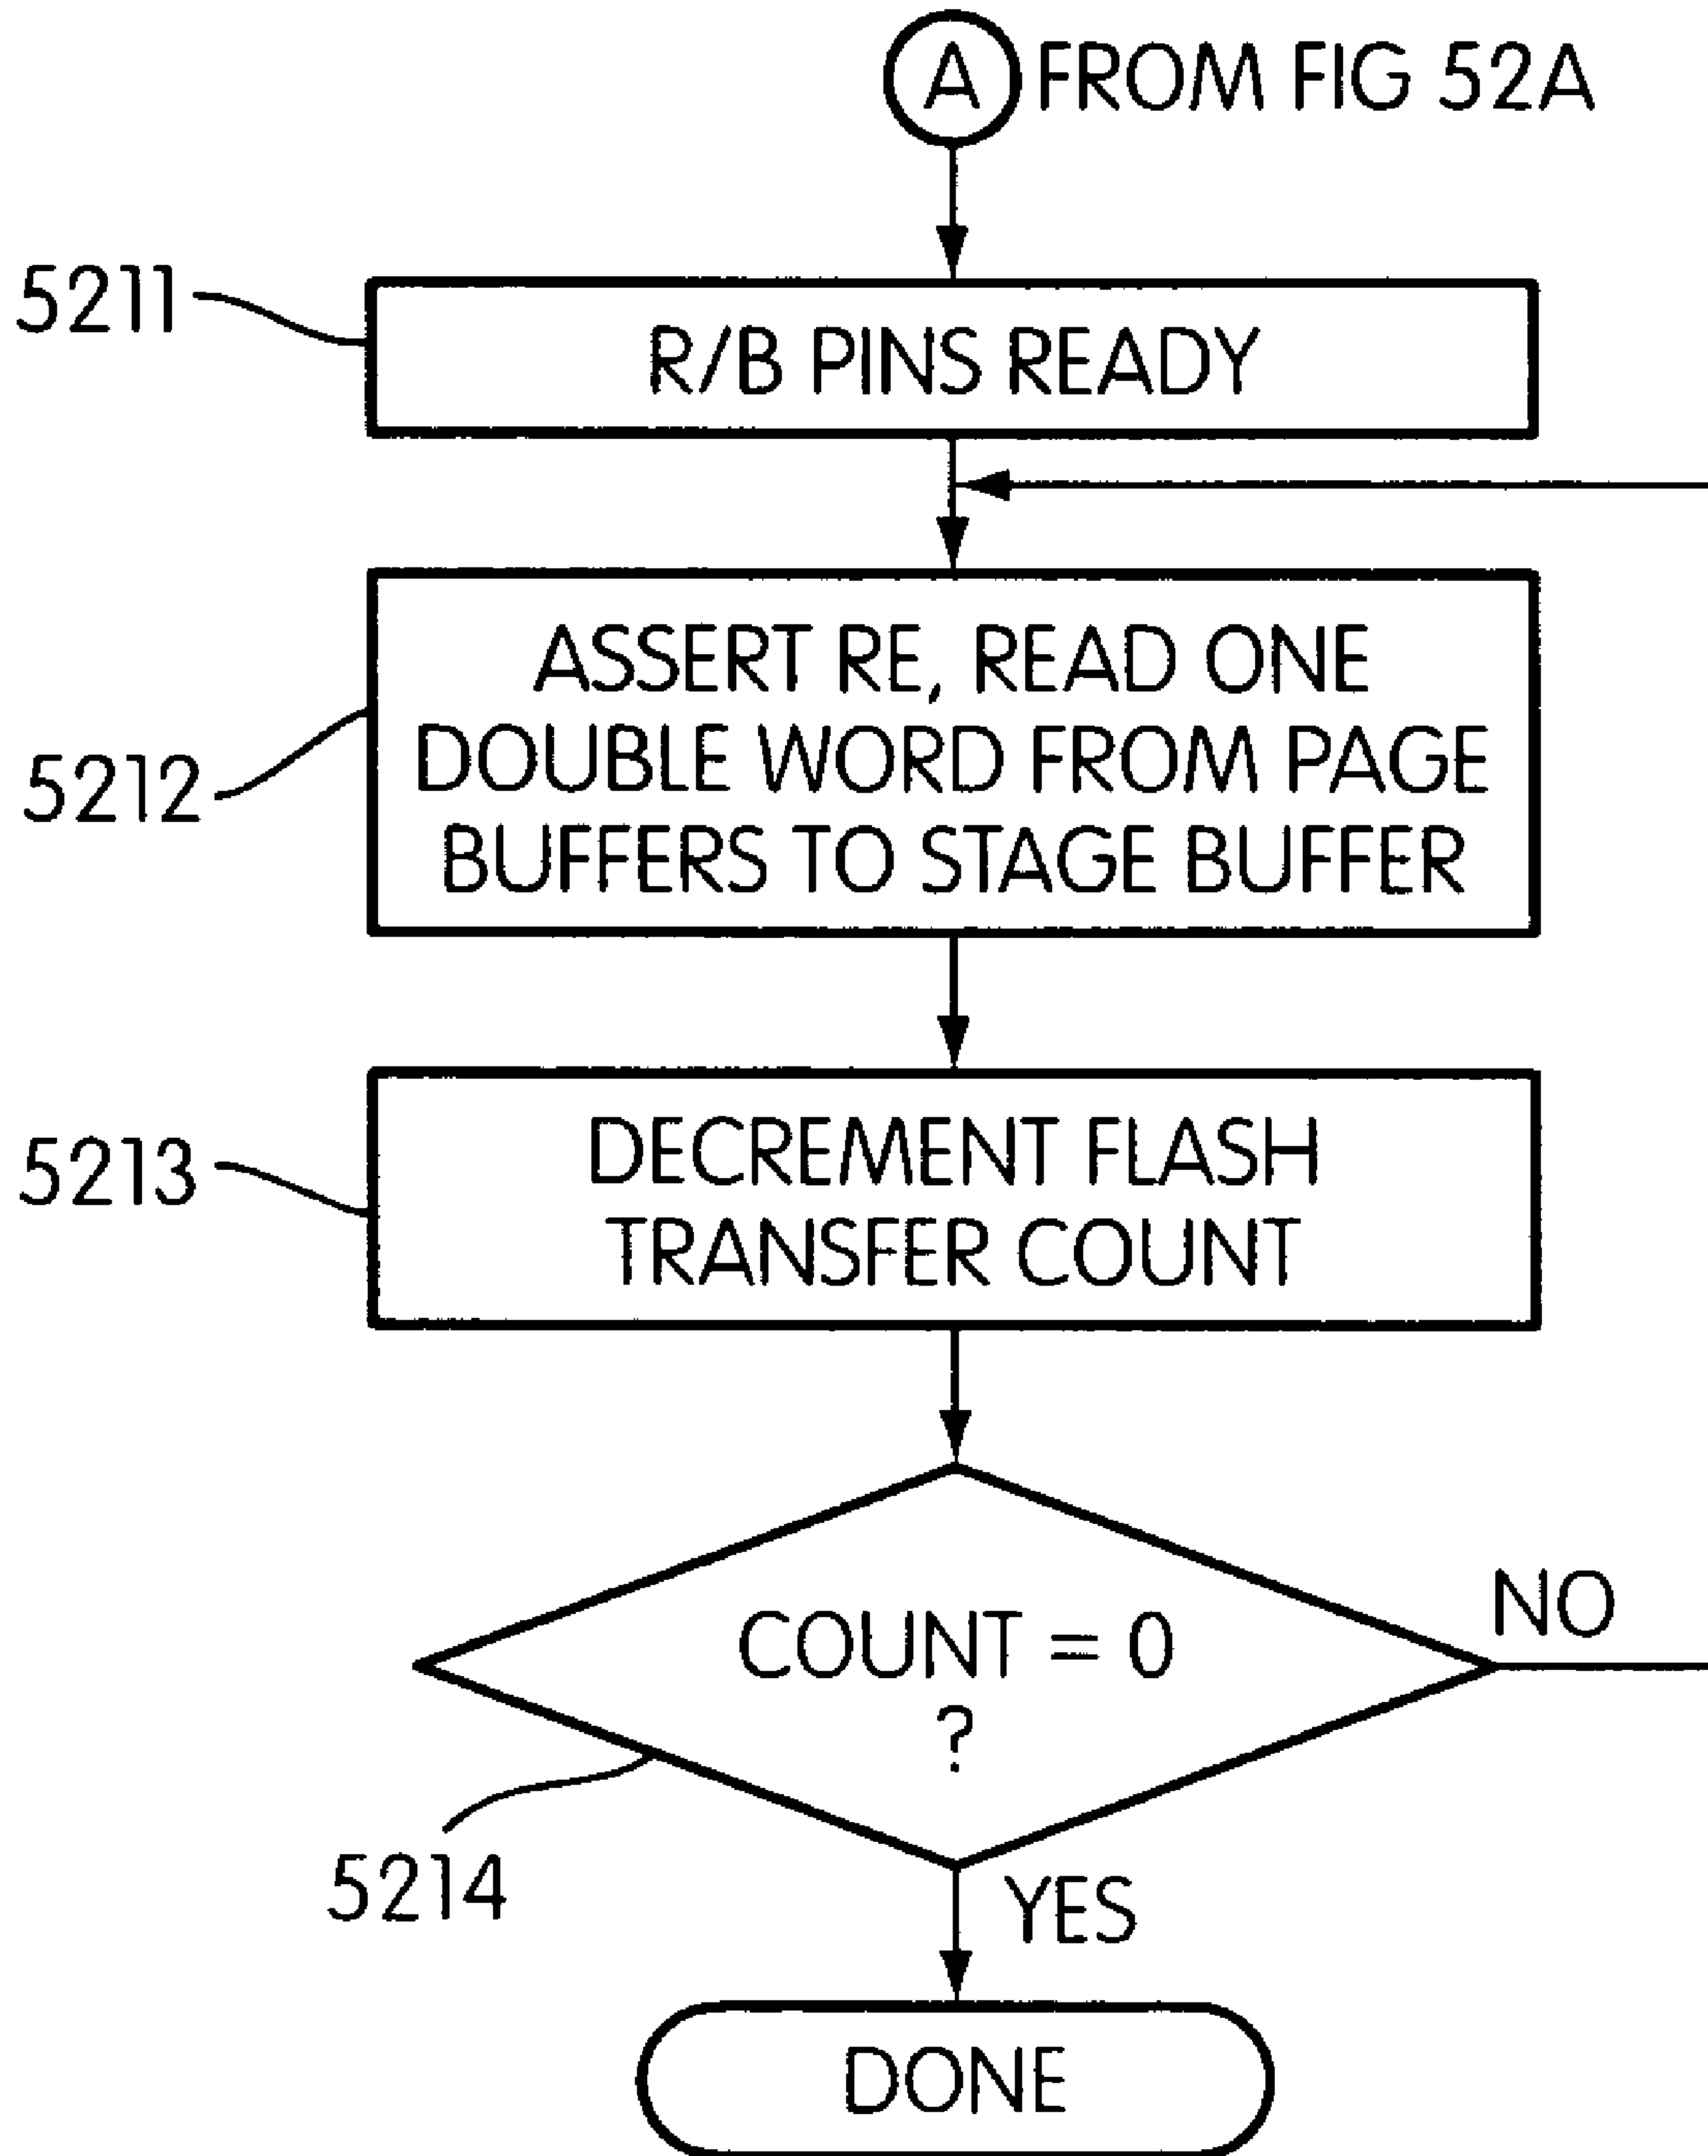 A FROM FIG 52A
5211
R/B PINS READY
ASSERT RE, READ ONE
DOUBLE WORD FROM PAGE
BUFFERS TO STAGE BUFFER
5212
DECREMENT FLASH
TRANSFER COUNT
5213
COUNT = 0
?
NO
5214
YES
DONE